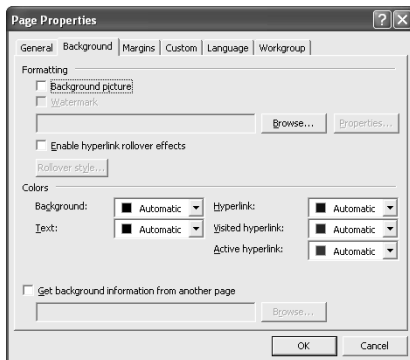 Page Properties
General Background Margins Custom Language Workgroup
Formatting
Background picture
Watermark
Browse... Properties...
Enable hyperlink rollover effects
Rollover style...
Colors
Background: Automatic Hyperlink: Automatic
Text: Automatic Visited hyperlink: Automatic
Active hyperlink: Automatic
Get background information from another page
Browse...
OK Cancel